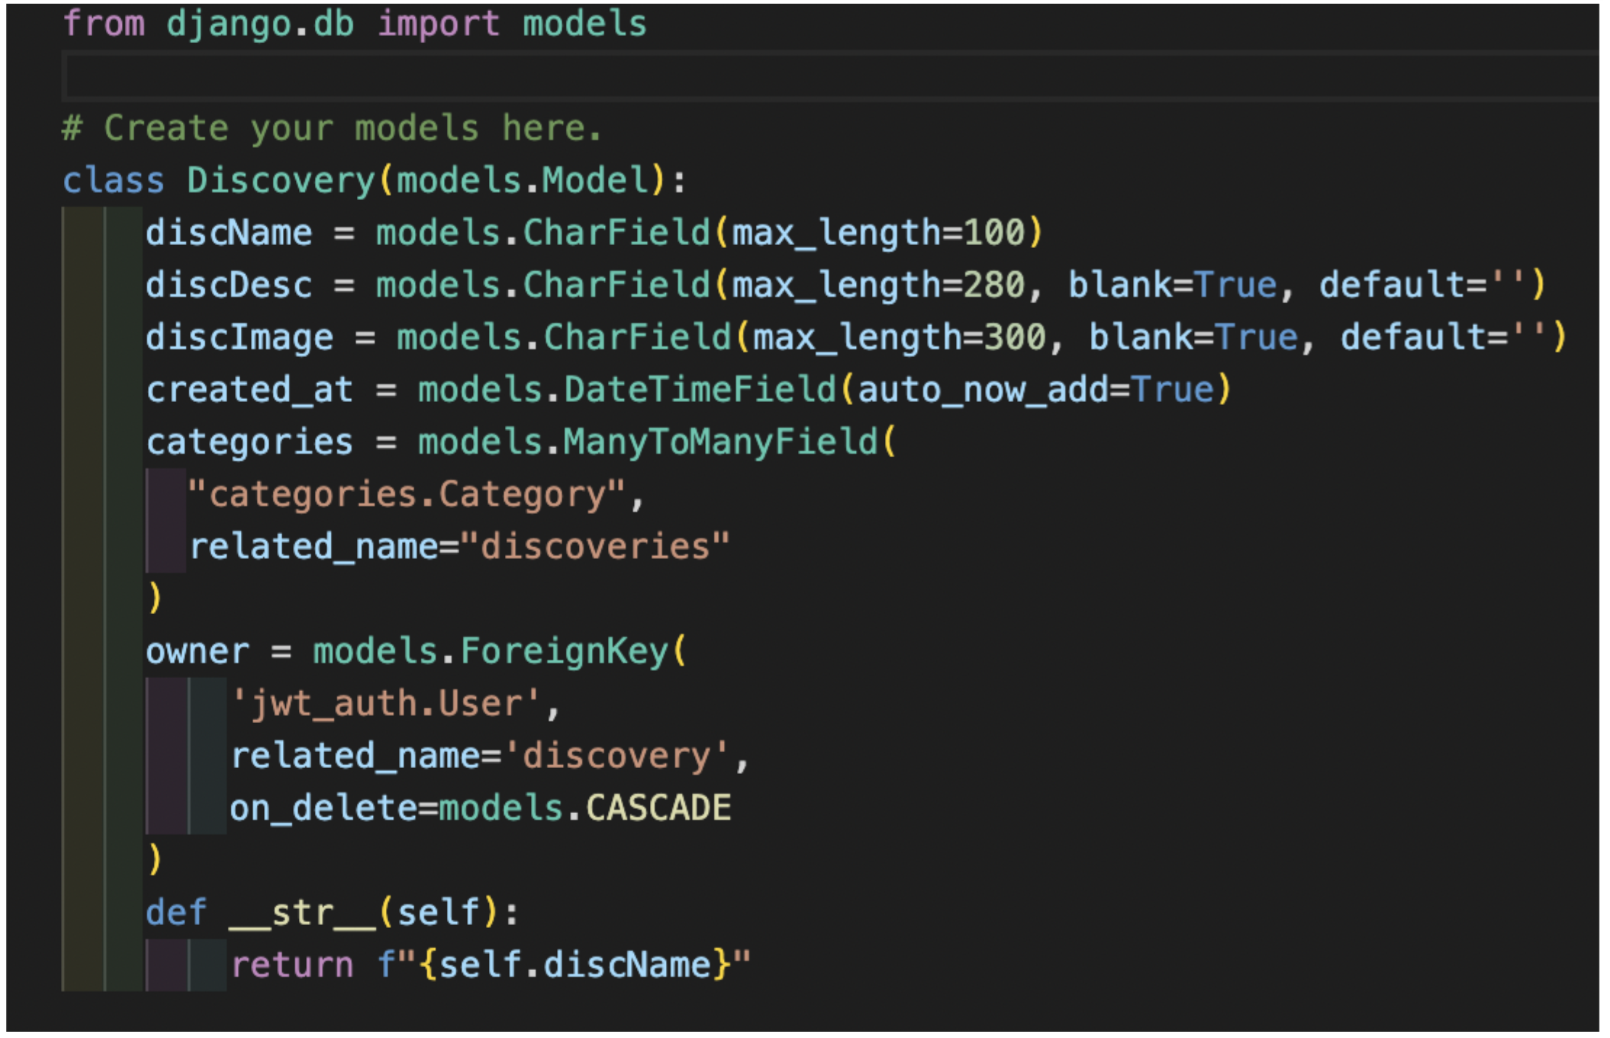 from django.db import models
# Create your models here.
class Discovery(models.Model):
    discName = models.CharField(max_length=100)
    discDesc = models.CharField(max_length=280, blank=True, default='')
    discImage = models.CharField(max_length=300, blank=True, default='')
    created_at = models.DateTimeField(auto_now_add=True)
    categories = models.ManyToManyField(
      "categories.Category",
      related_name="discoveries"
    )
    owner = models.ForeignKey(
        'jwt_auth.User',
        related_name='discovery',
        on_delete=models.CASCADE
    )
    def __str__(self):
        return f"{self.discName}"